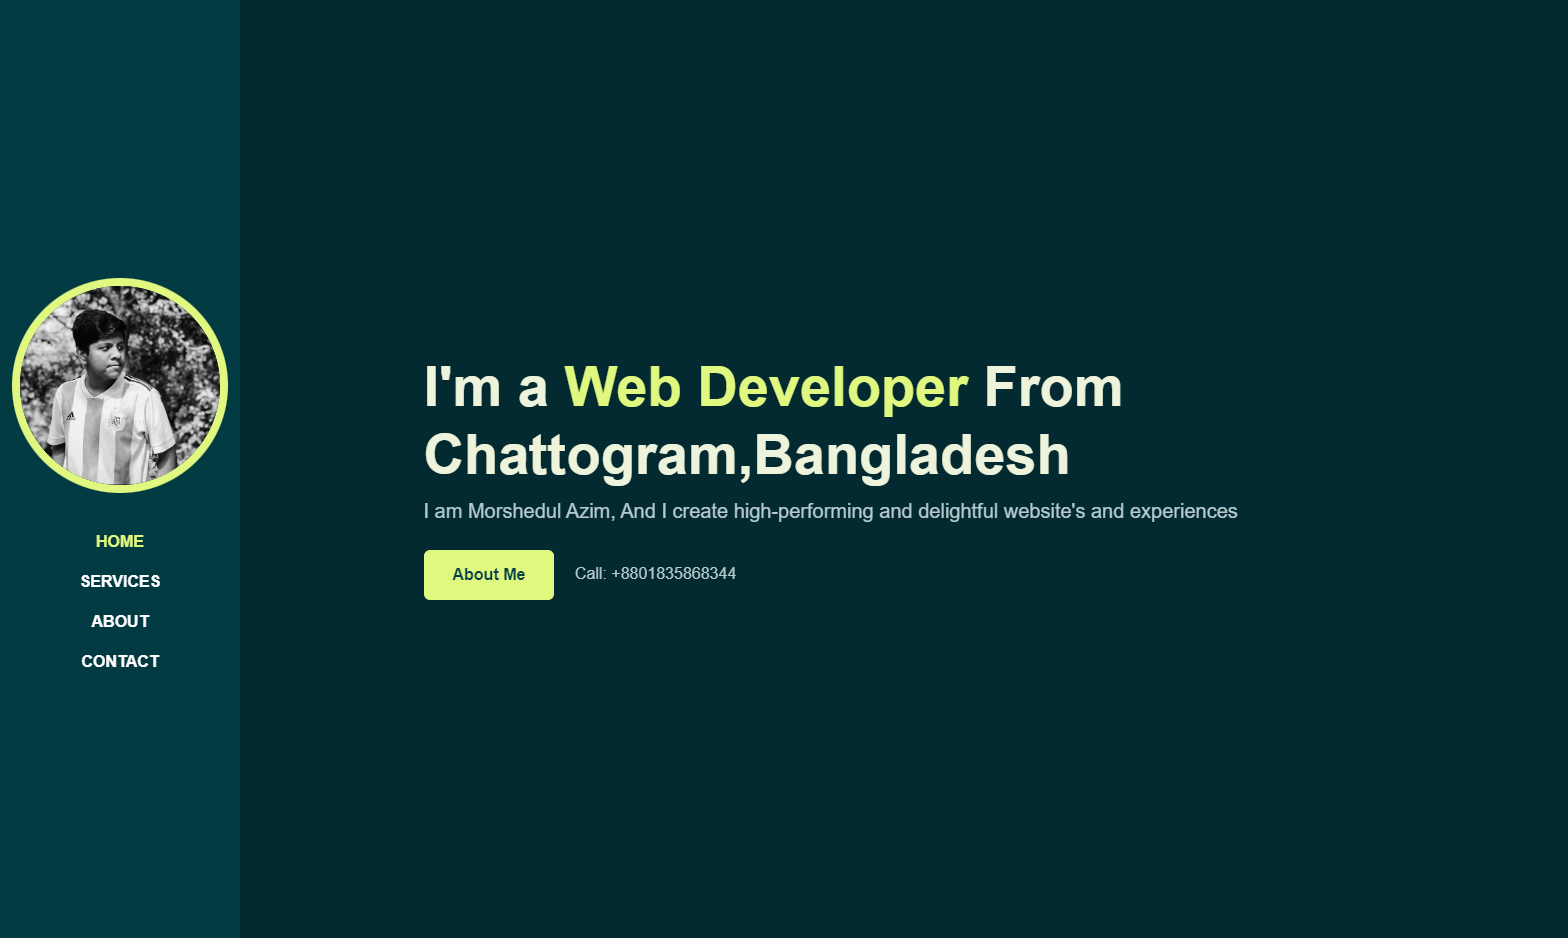 HOME
SERVICES
ABOUT
CONTACT
I'm a Web Developer From
Chattogram,Bangladesh
I am Morshedul Azim, And I create high-performing and delightful website's and experiences
About Me
Call: +8801835868344